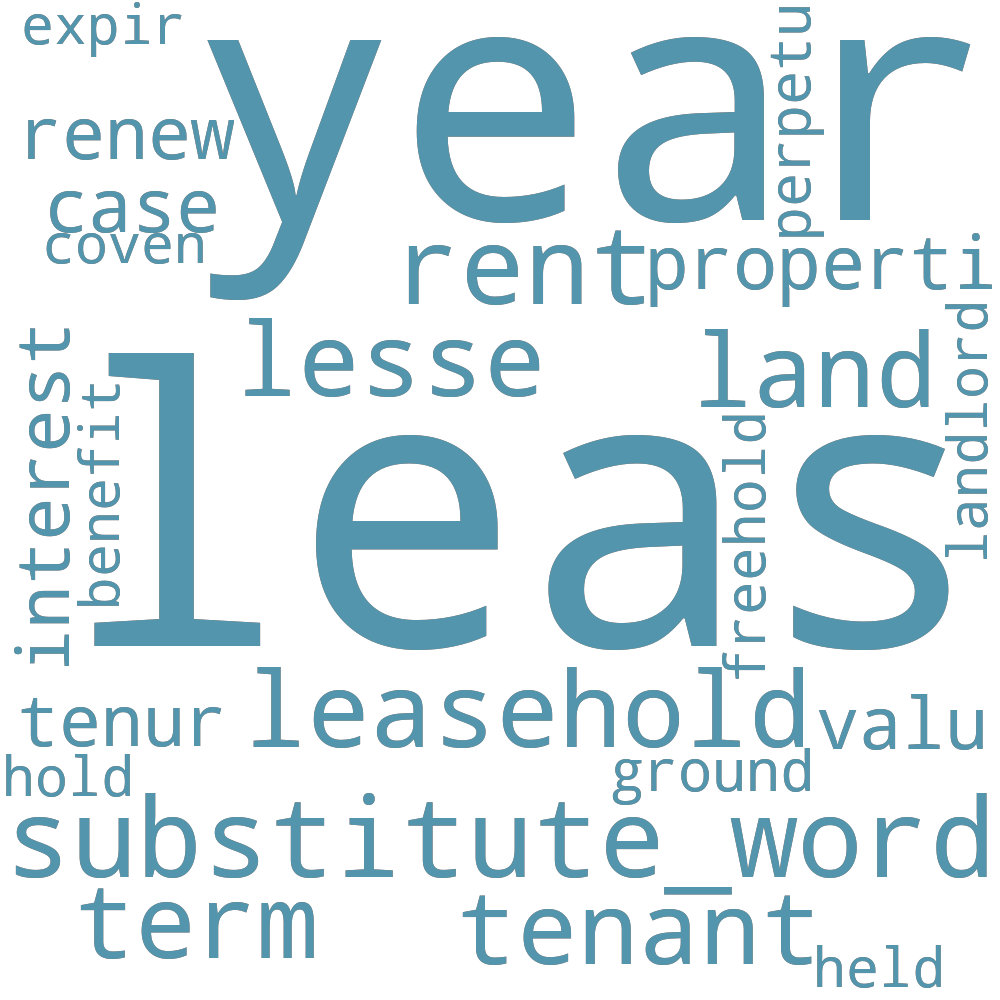 expir
year
perpetu
renew
case
coven
rent
properti
lesse
land
landlord
interest
benefit
leas
freehold
tenur
leasehold
valu
hold
ground
substitute_word
term
tenant
held